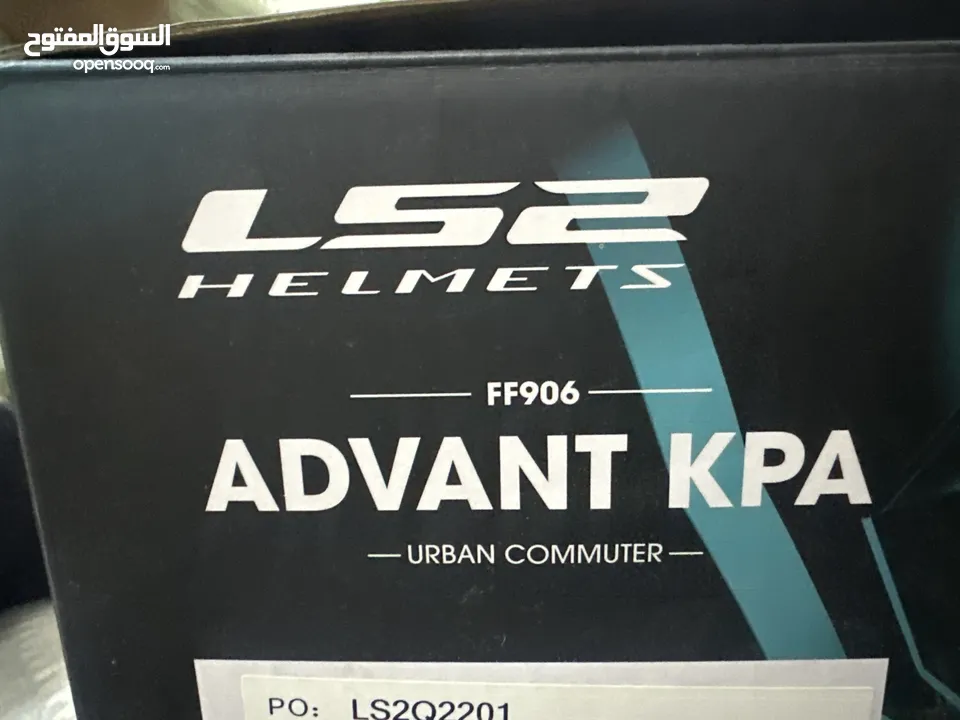 السوق المفتوح
opensooq.com
LS2
HELMETS
FF906
ADVANT KPA
URBAN COMMUTER
PO: LS2Q2201